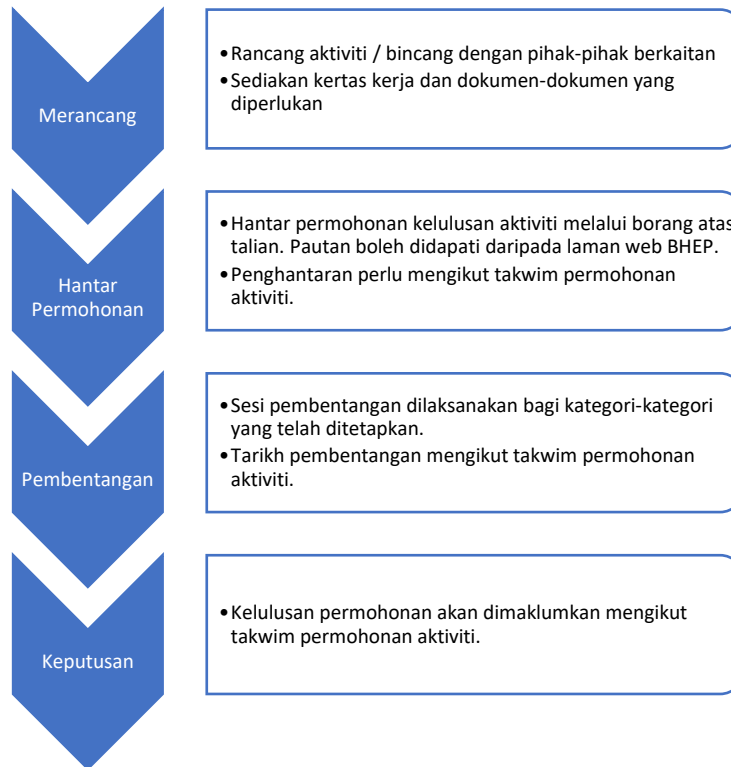 Merancang
•Rancang aktiviti / bincang dengan pihak-pihak berkaitan
•Sediakan kertas kerja dan dokumen-dokumen yang
diperlukan
Hantar
Permohonan
•Hantar permohonan kelulusan aktiviti melalui borang atas
talian. Pautan boleh didapati daripada laman web BHEP.
•Penghantaran perlu mengikut takwim permohonan
aktiviti.
Pembentangan
•Sesi pembentangan dilaksanakan bagi kategori-kategori
yang telah ditetapkan.
•Tarikh pembentangan mengikut takwim permohonan
aktiviti.
Keputusan
•Kelulusan permohonan akan dimaklumkan mengikut
takwim permohonan aktiviti.